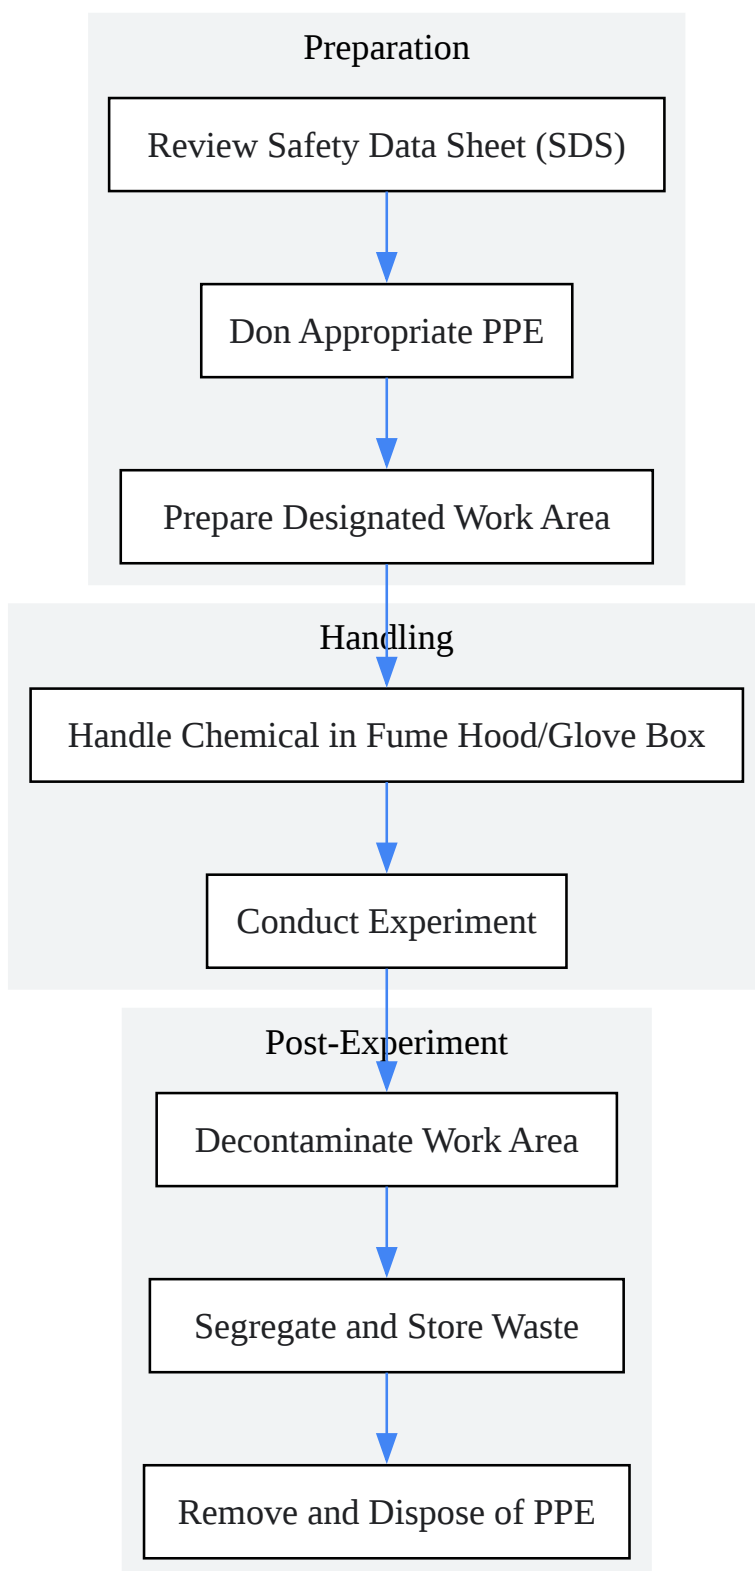 Preparation
Review Safety Data Sheet (SDS)
Don Appropriate PPE
Prepare Designated Work Area
Handling
Handle Chemical in Fume Hood/Glove Box
Conduct Experiment
Post-Experiment
Decontaminate Work Area
Segregate and Store Waste
Remove and Dispose of PPE